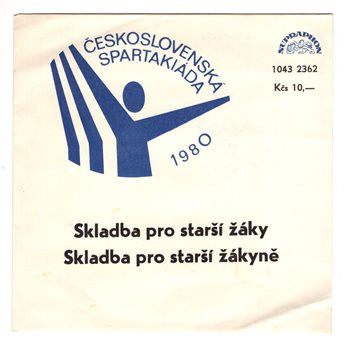 ČESKOSLOVENSKÁ
SPARTAKIÁDA
1980
SUPRAPHON
1043 2362
Kčs 10,—
Skladba pro starší žáky
Skladba pro starší žákyně